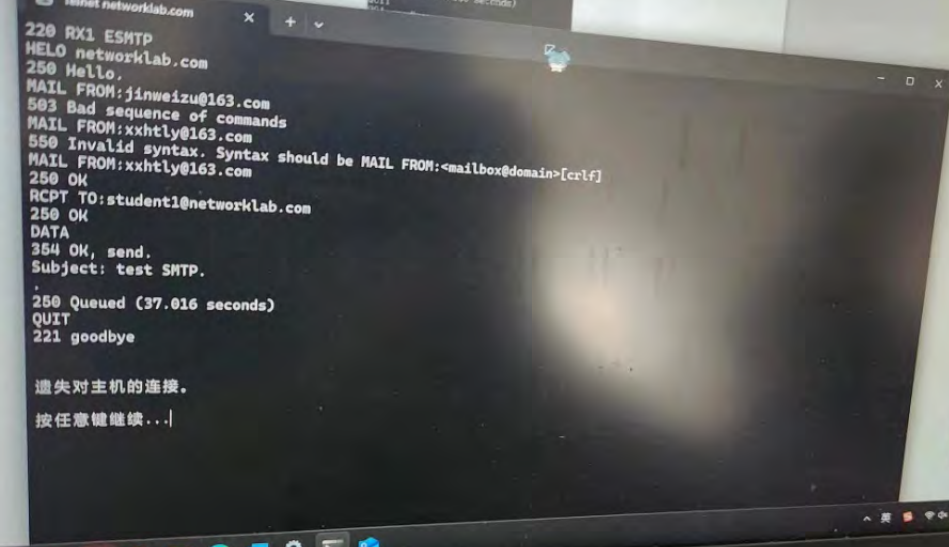 Telnet networklab.com
220 RX1 ESMTP
HELO networklab.com
250 Hello.
MAIL FROM:jinweizu@163.com
503 Bad sequence of commands
MAIL FROM:xxhtly@163.com
550 Invalid syntax. Syntax should be MAIL FROM:<mailbox@domain>[crlf]
MAIL FROM:xxhtly@163.com
250 OK
RCPT TO:student1@networklab.com
250 OK
DATA
354 OK, send.
Subject: test SMTP.
.
250 Queued (37.016 seconds)
QUIT
221 goodbye
遗失对主机的连接。
按任意键继续...
英